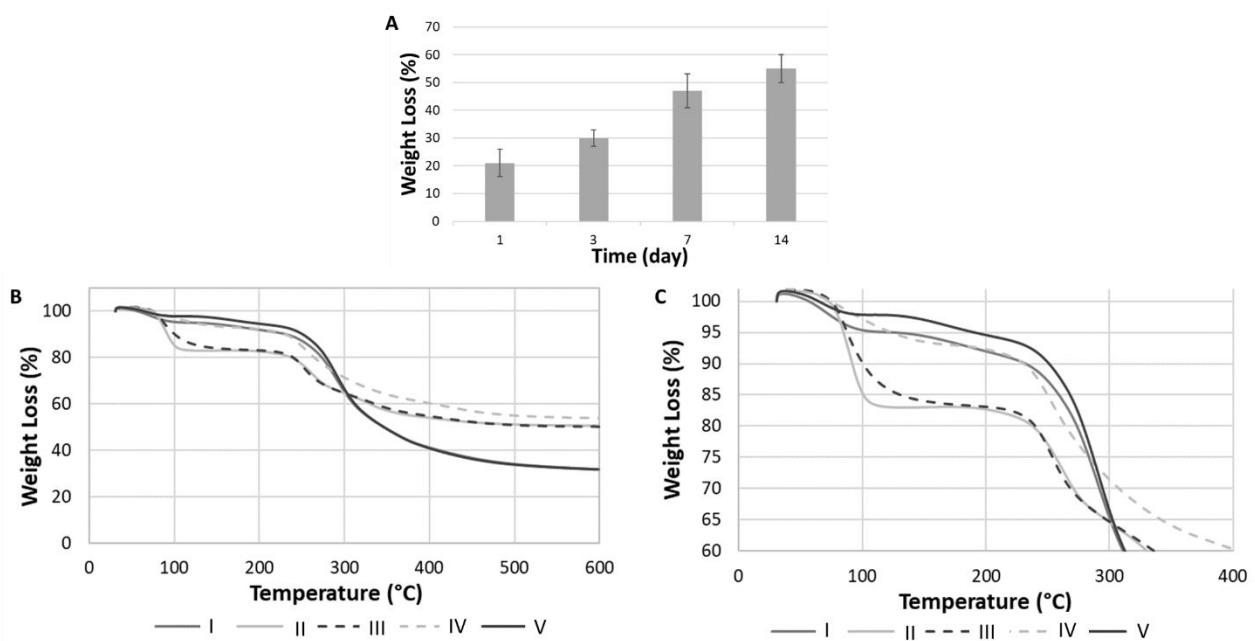 A
70
60
50
40
30
20
10
0
Weight Loss (%)
1 3 7 14
Time (day)
B
100
80
60
40
20
0
Weight Loss (%)
0 100 200 300 400 500 600
Temperature (°C)
I II III IV V
C
100
95
90
85
80
75
70
65
60
Weight Loss (%)
0 100 200 300 400
Temperature (°C)
I II III IV V